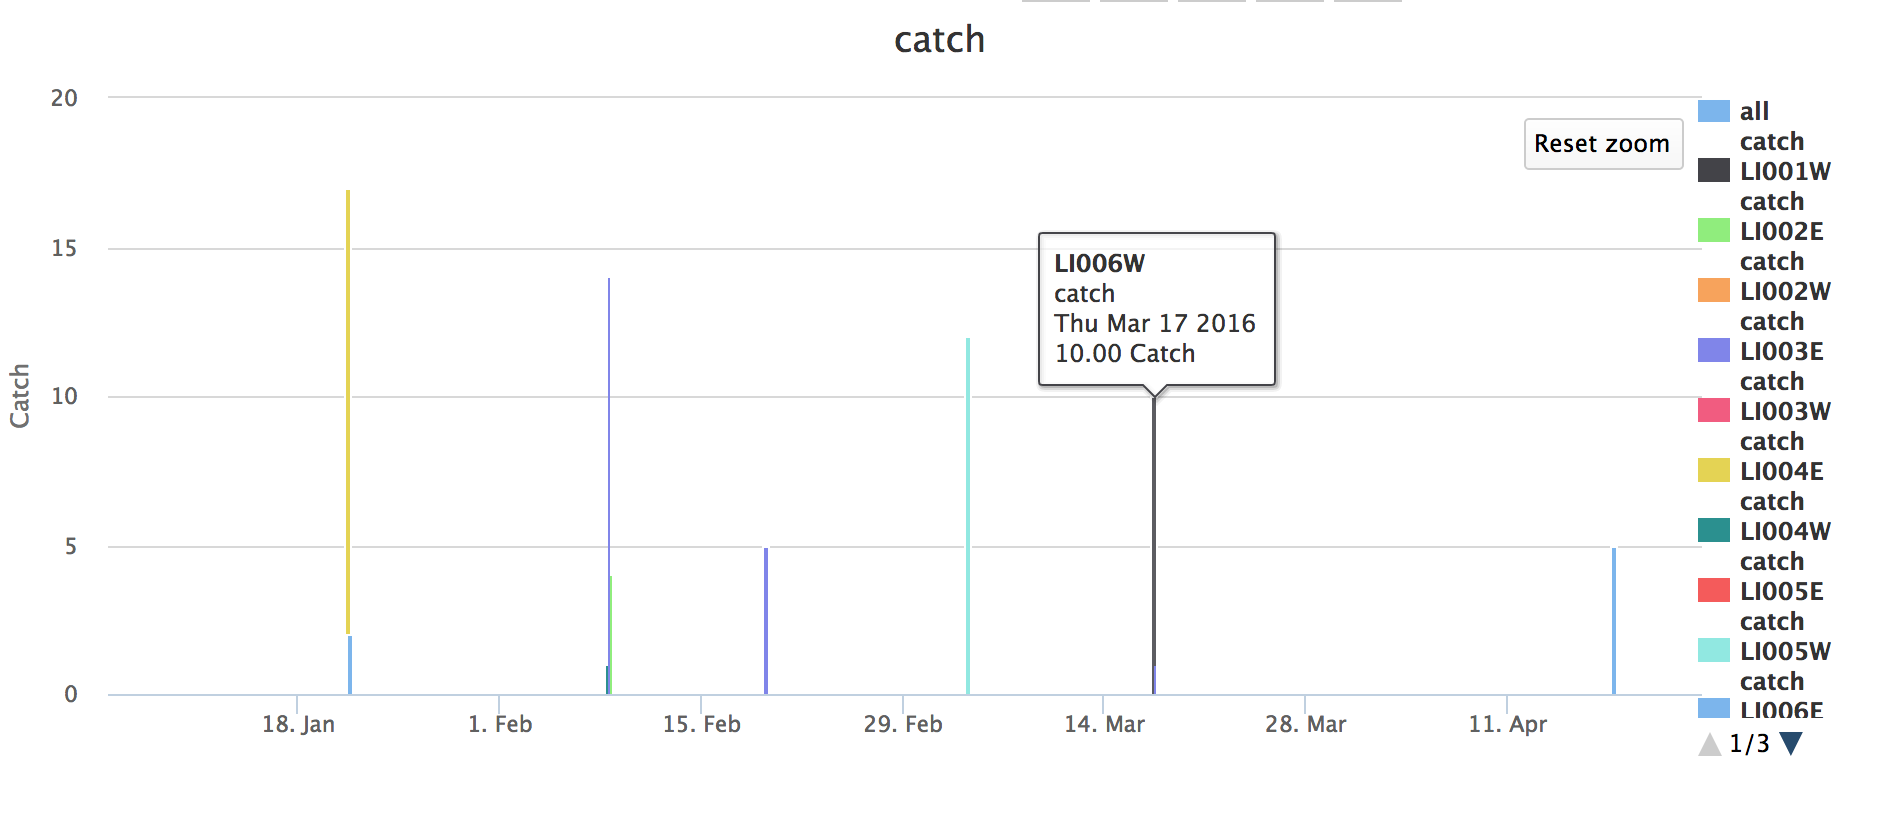 catch
20
15
10
5
0
Catch
Reset zoom
LI006W
catch
Thu Mar 17 2016
10.00 Catch
18. Jan
1. Feb
15. Feb
29. Feb
14. Mar
28. Mar
11. Apr
all
catch
LI001W
catch
LI002E
catch
LI002W
catch
LI003E
catch
LI003W
catch
LI004E
catch
LI004W
catch
LI005E
catch
LI005W
catch
LI006E
1/3